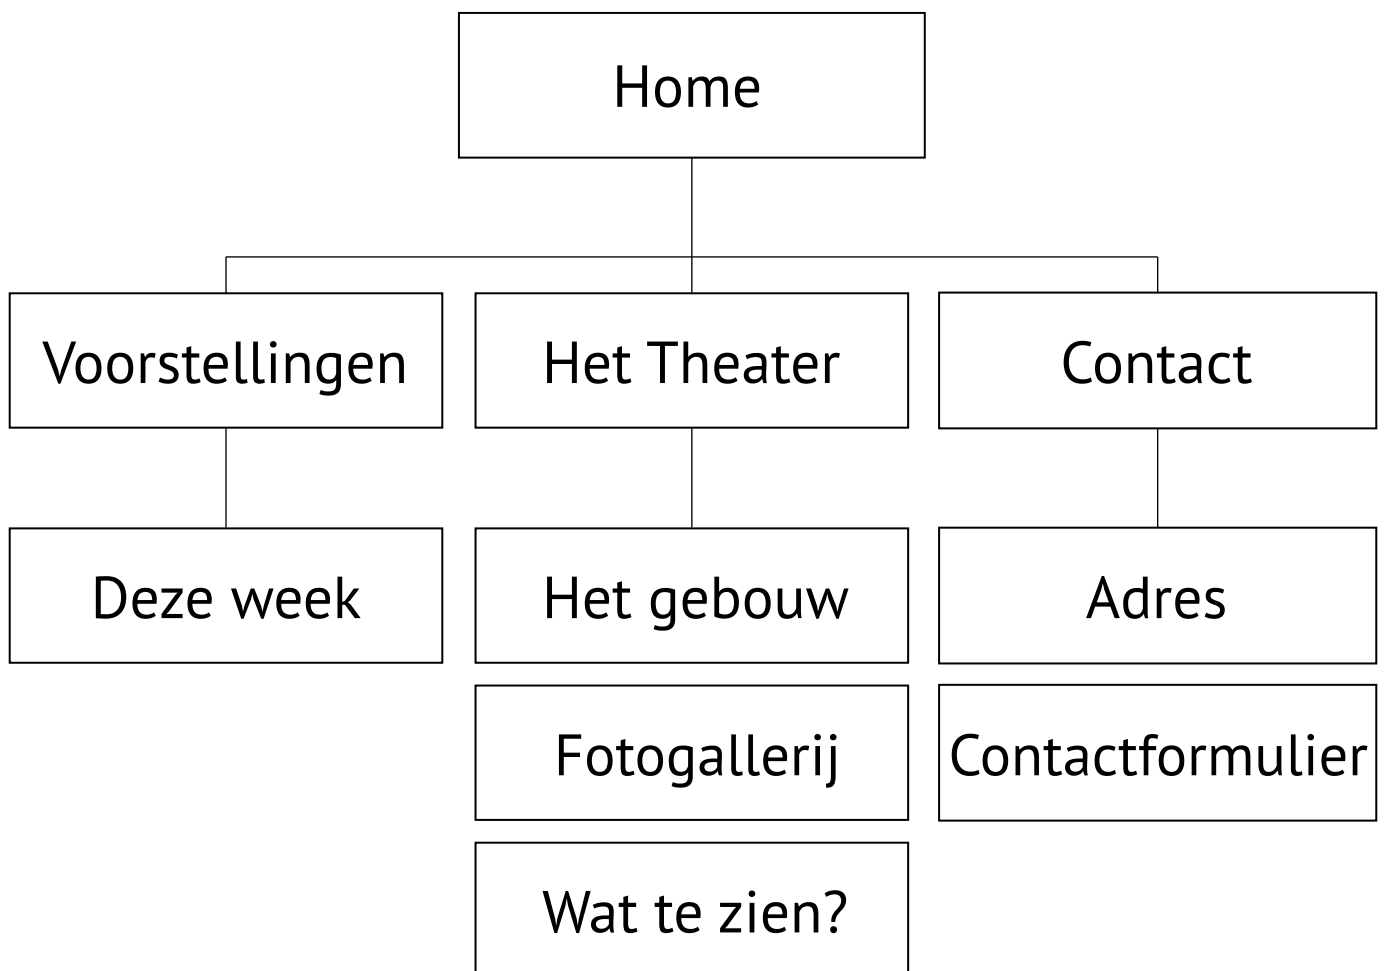 Home
Voorstellingen
Het Theater
Contact
Deze week
Het gebouw
Adres
Fotogallerij
Contactformulier
Wat te zien?